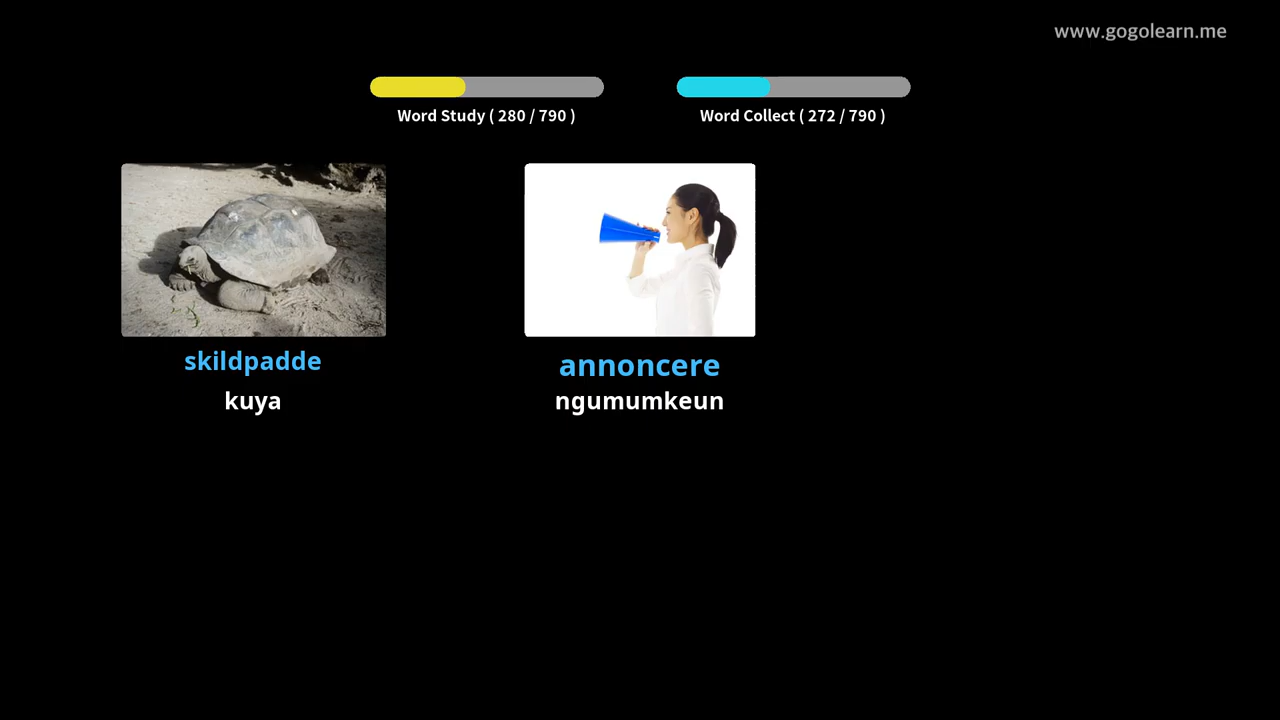 www.gogolearn.me
Word Study ( 280 / 790 )
Word Collect ( 272 / 790 )
skildpadde
kuya
annoncere
ngumumkeun